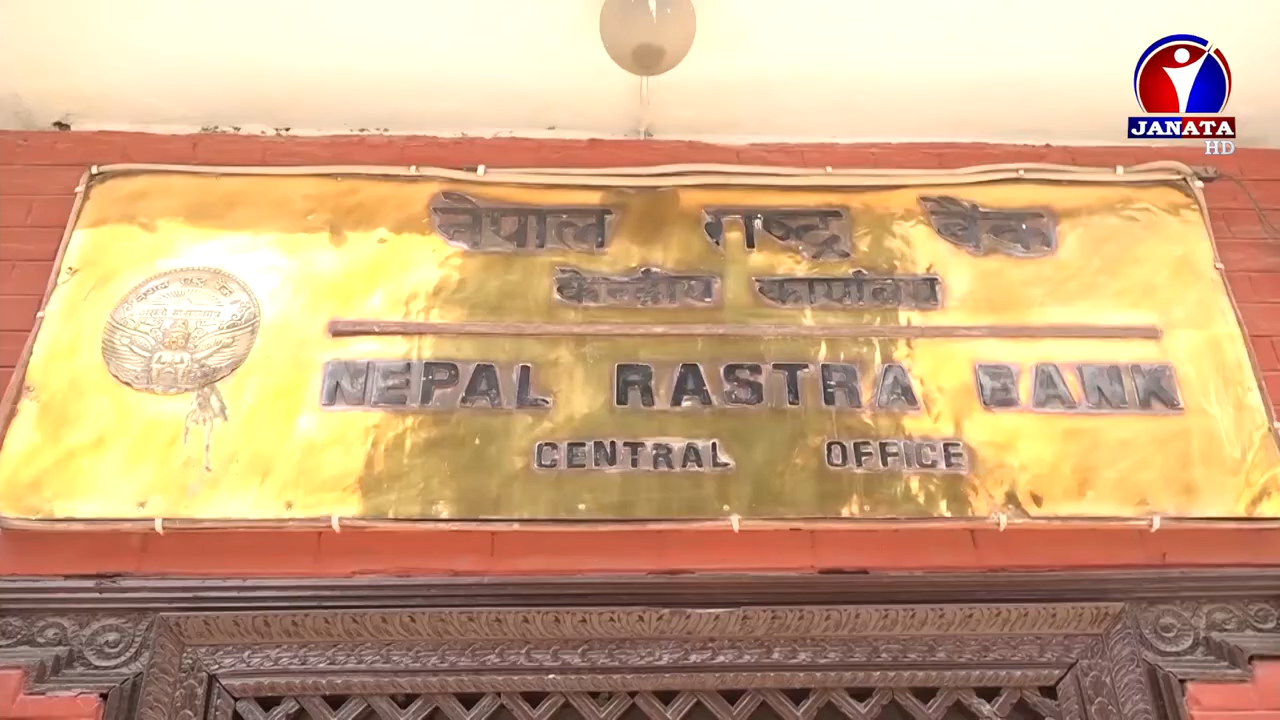 JANATA
HD
नेपाल राष्ट्र बैंक
केन्द्रीय कार्यालय
NEPAL RASTRA BANK
CENTRAL OFFICE